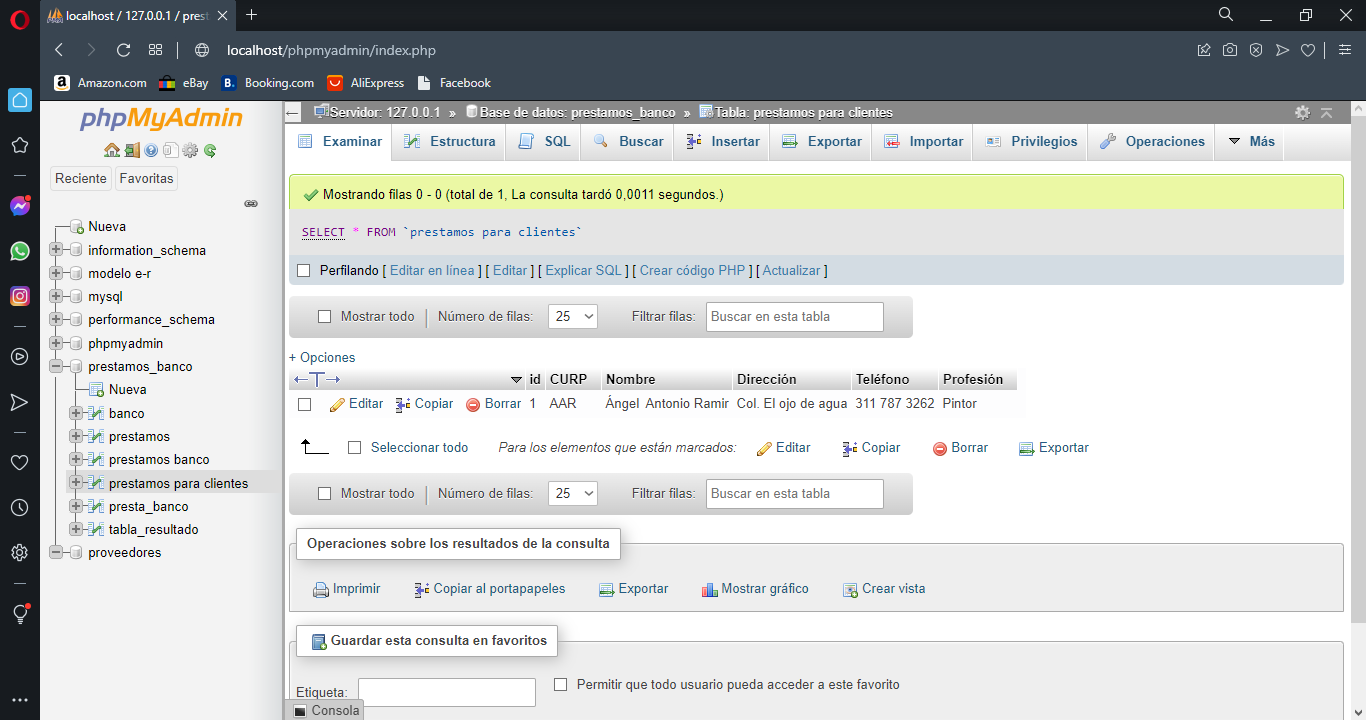 localhost / 127.0.0.1 / prest
localhost/phpmyadmin/index.php
Amazon.com eBay Booking.com AliExpress Facebook
phpMyAdmin
Reciente Favoritas
Nueva
information_schema
modelo e-r
mysql
performance_schema
phpmyadmin
prestamos_banco
Nueva
banco
prestamos
prestamos banco
prestamos para clientes
presta_banco
tabla_resultado
proveedores
Servidor: 127.0.0.1 » Base de datos: prestamos_banco » Tabla: prestamos para clientes
Examinar Estructura SQL Buscar Insertar Exportar Importar Privilegios Operaciones Más
Mostrando filas 0 - 0 (total de 1, La consulta tardó 0,0011 segundos.)
SELECT * FROM `prestamos para clientes`
Perfilando [ Editar en línea ] [ Editar ] [ Explicar SQL ] [ Crear código PHP ] [ Actualizar ]
Mostrar todo Número de filas: 25 Filtrar filas: Buscar en esta tabla
+ Opciones
id CURP Nombre Dirección Teléfono Profesión
Editar Copiar Borrar 1 AAR Ángel Antonio Ramir Col. El ojo de agua 311 787 3262 Pintor
Seleccionar todo Para los elementos que están marcados: Editar Copiar Borrar Exportar
Mostrar todo Número de filas: 25 Filtrar filas: Buscar en esta tabla
Operaciones sobre los resultados de la consulta
Imprimir Copiar al portapapeles Exportar Mostrar gráfico Crear vista
Guardar esta consulta en favoritos
Etiqueta: Permitir que todo usuario pueda acceder a este favorito
Consola